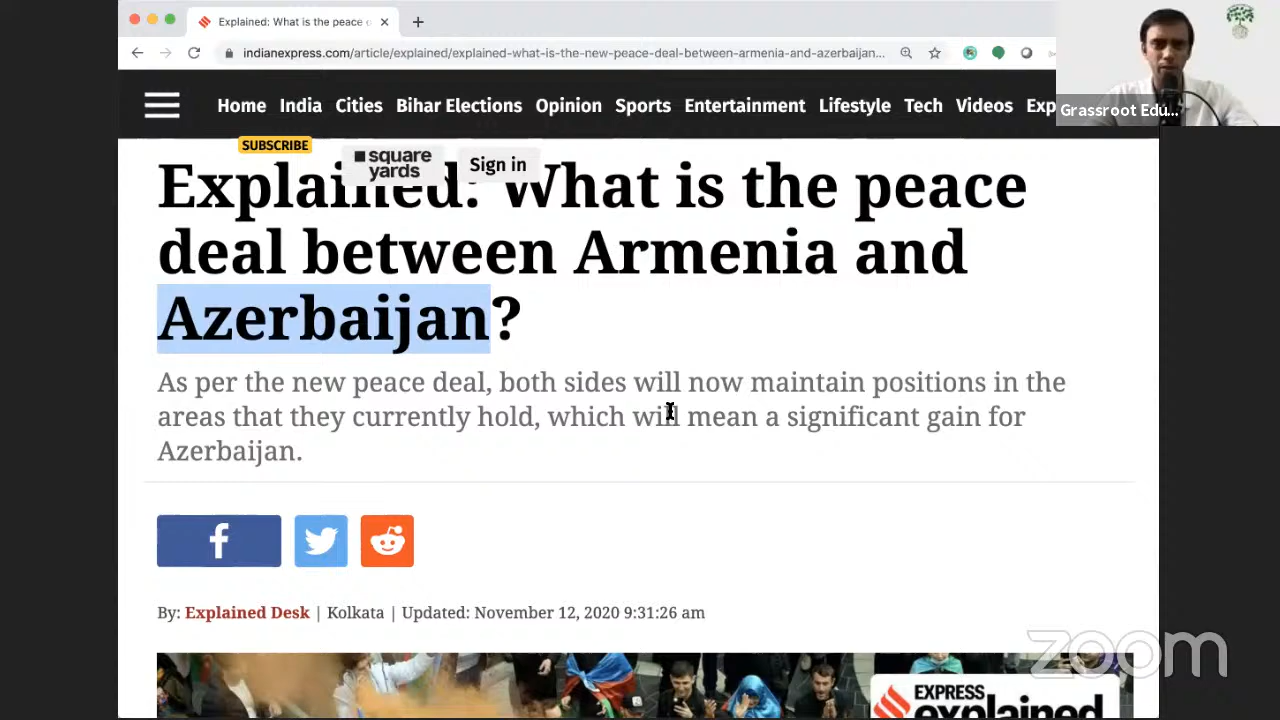 Explained: What is the peace
indianexpress.com/article/explained/explained-what-is-the-new-peace-deal-between-armenia-and-azerbaijan...
Home India Cities Bihar Elections Opinion Sports Entertainment Lifestyle Tech Videos Exp
Grassroot Edu...
SUBSCRIBE
square
yards
Sign in
Explained: What is the peace
deal between Armenia and
Azerbaijan?
As per the new peace deal, both sides will now maintain positions in the
areas that they currently hold, which will mean a significant gain for
Azerbaijan.
By: Explained Desk | Kolkata | Updated: November 12, 2020 9:31:26 am
zoom
EXPRESS
explained